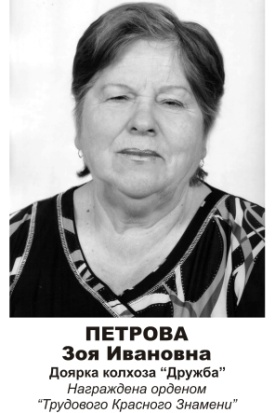 ПЕТРОВА
Зоя Ивановна
Доярка колхоза “Дружба”
Награждена орденом
“Трудового Красного Знамени”